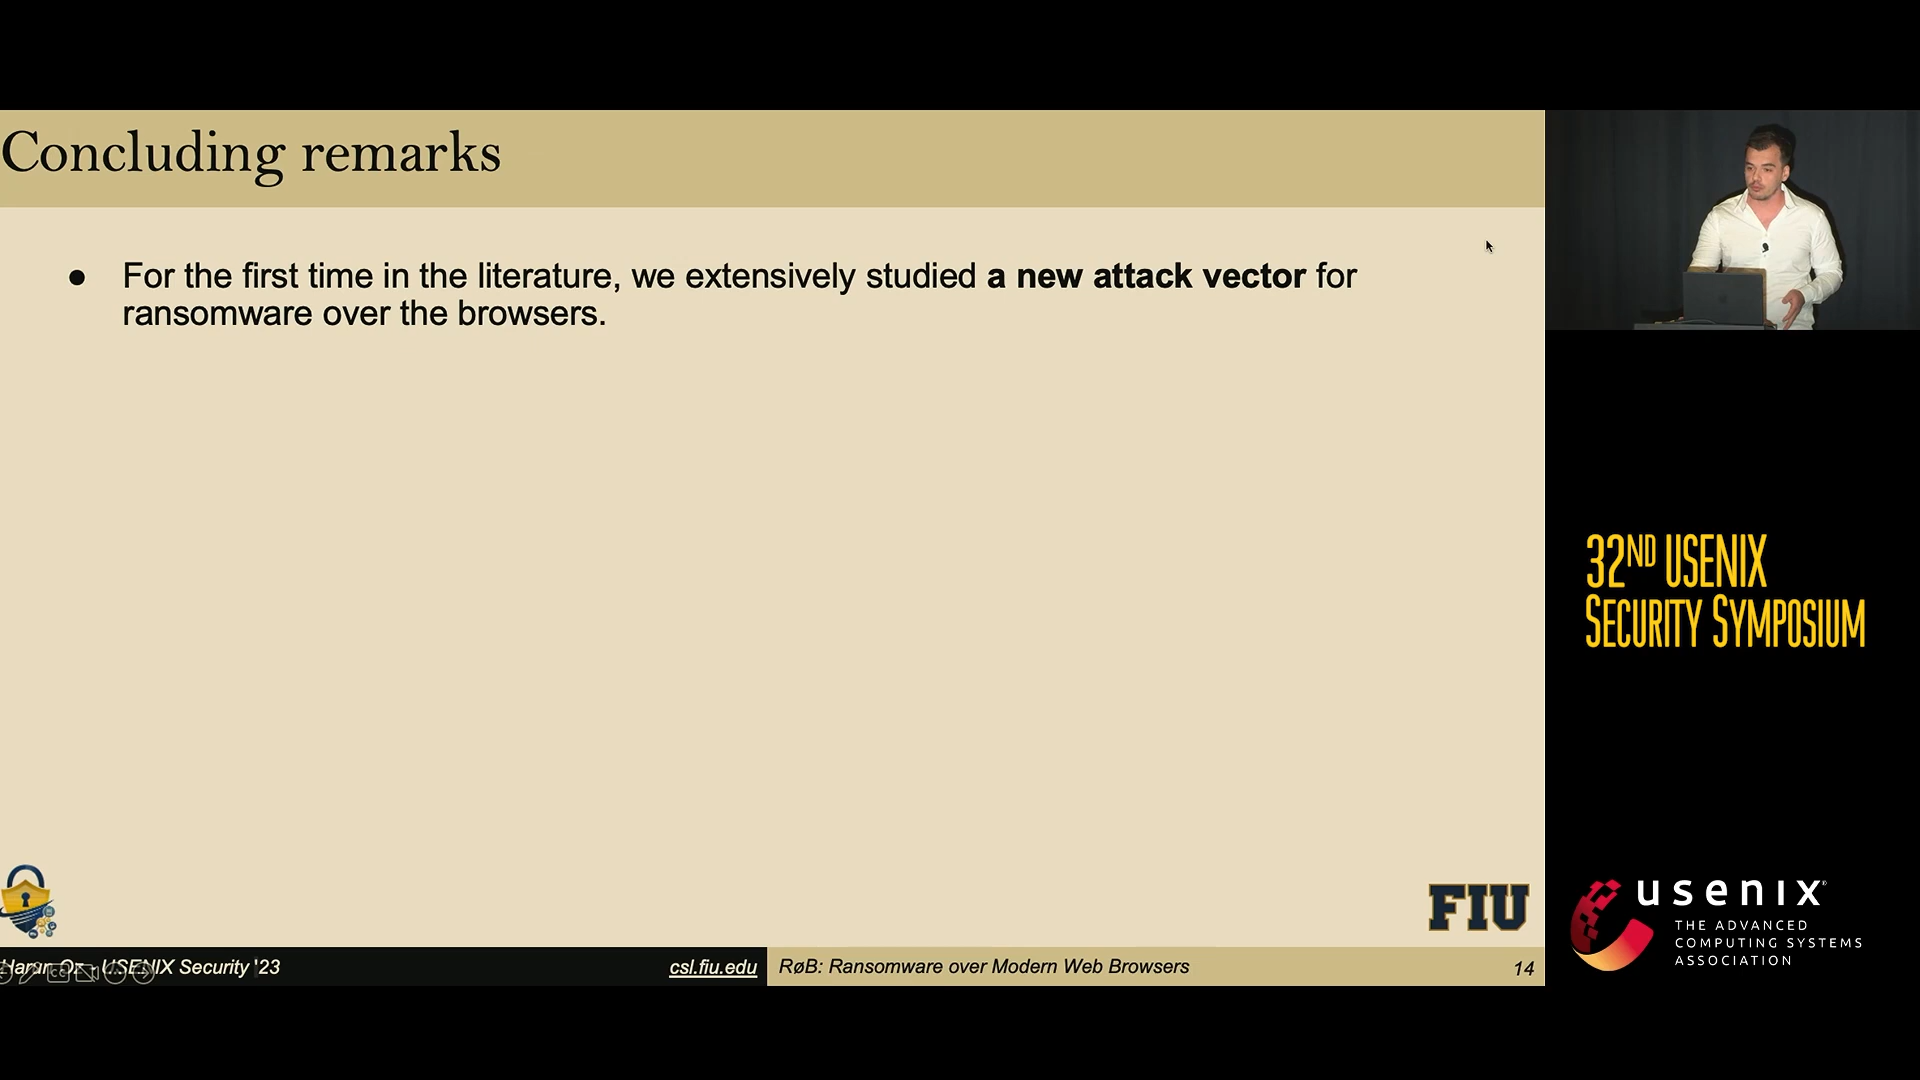 Concluding remarks
● For the first time in the literature, we extensively studied a new attack vector for
ransomware over the browsers.
FIU
Harun Oz - USENIX Security '23
csl.fiu.edu
RøB: Ransomware over Modern Web Browsers
14
32ND USENIX
SECURITY SYMPOSIUM
usenix®
THE ADVANCED
COMPUTING SYSTEMS
ASSOCIATION